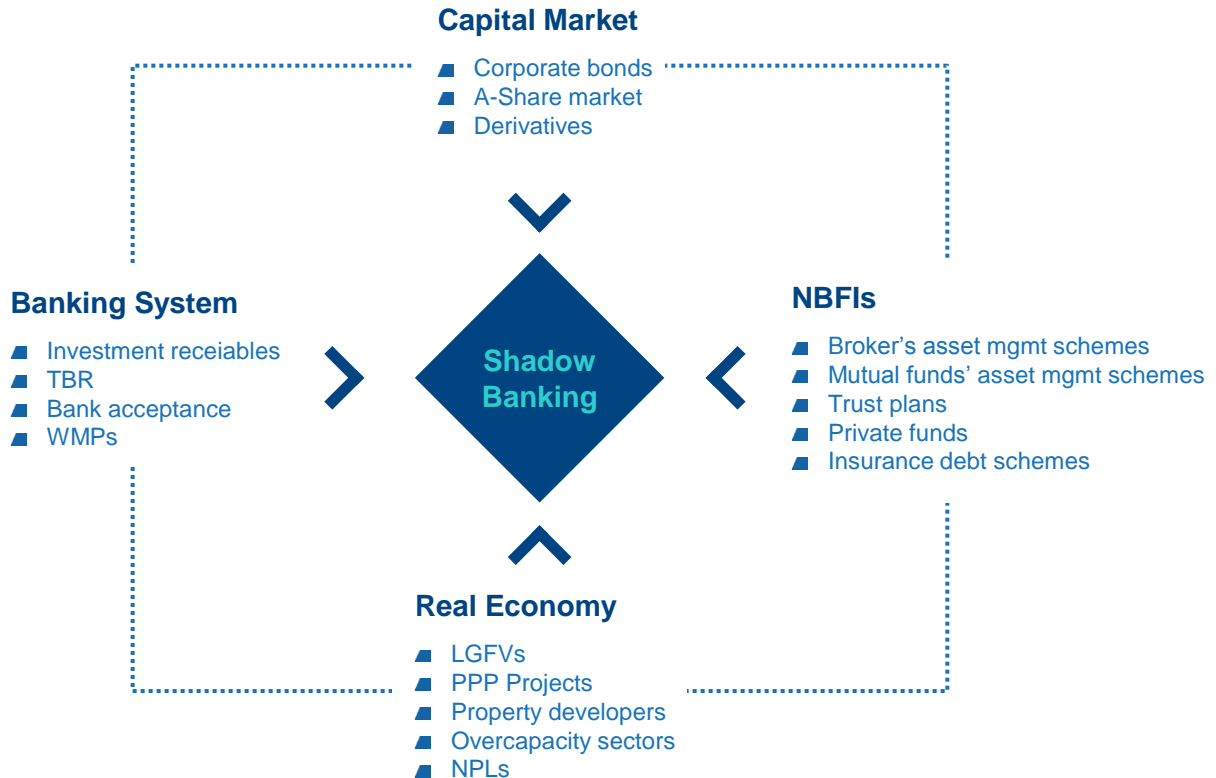 Capital Market
Corporate bonds
A-Share market
Derivatives
Banking System
Investment receiables
TBR
Bank acceptance
WMPs
Shadow
Banking
NBFIs
Broker’s asset mgmt schemes
Mutual funds’ asset mgmt schemes
Trust plans
Private funds
Insurance debt schemes
Real Economy
LGFVs
PPP Projects
Property developers
Overcapacity sectors
NPLs